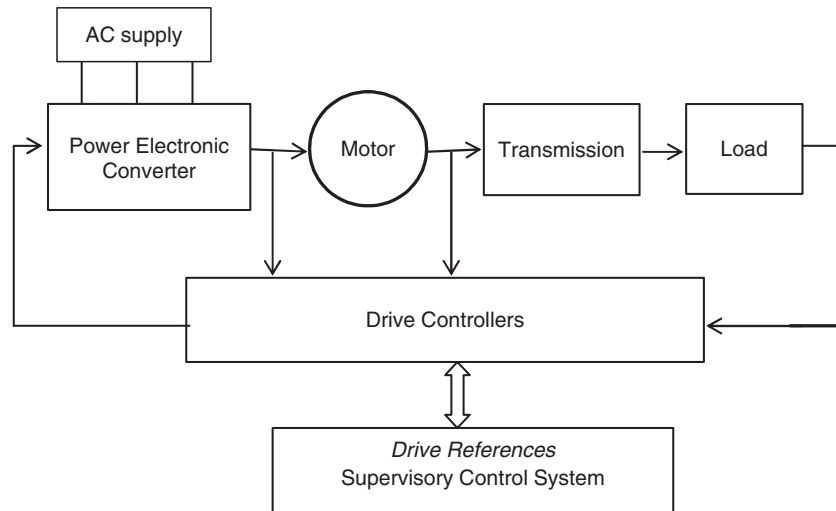 AC supply
Power Electronic
Converter
Motor
Transmission
Load
Drive Controllers
Drive References
Supervisory Control System